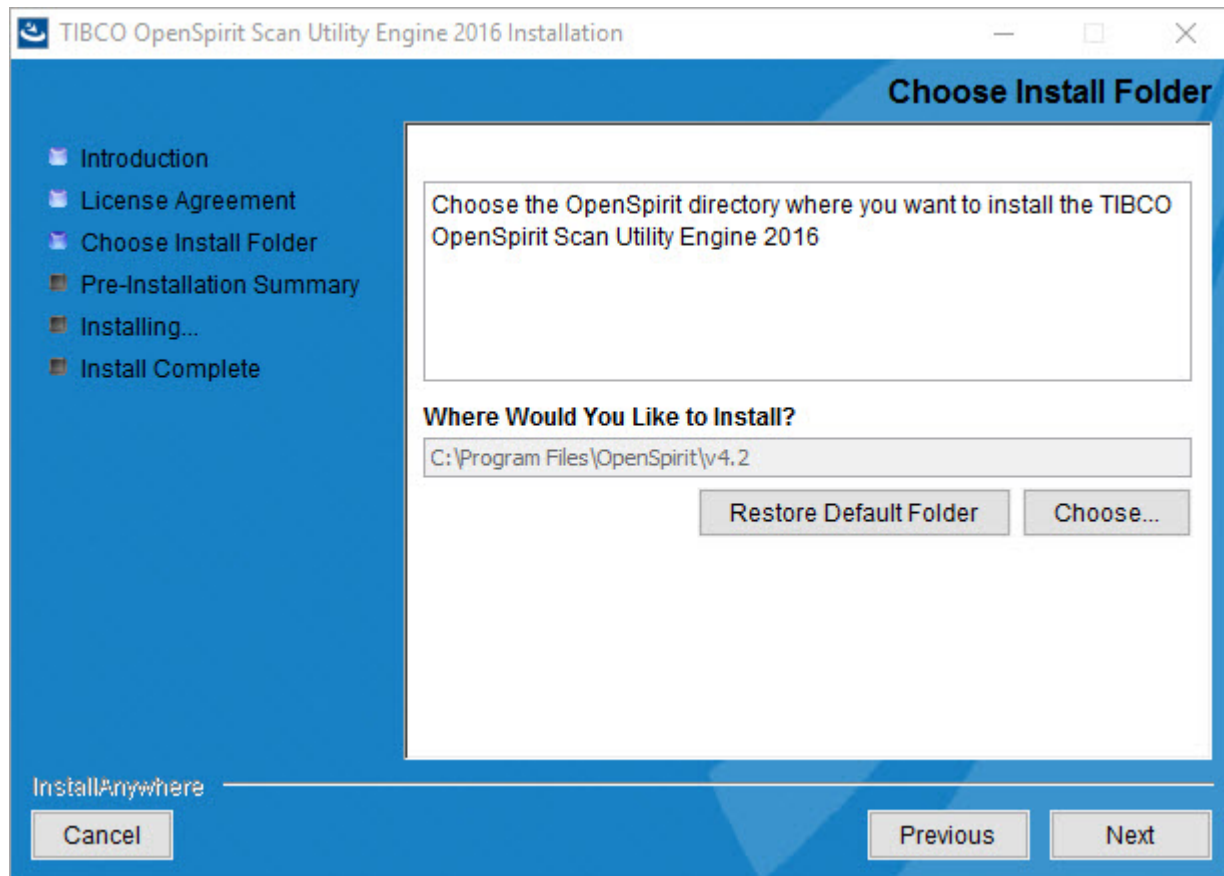 TIBCO OpenSpirit Scan Utility Engine 2016 Installation
Choose Install Folder
Introduction
License Agreement
Choose Install Folder
Pre-Installation Summary
Installing...
Install Complete
Choose the OpenSpirit directory where you want to install the TIBCO
OpenSpirit Scan Utility Engine 2016
Where Would You Like to Install?
C:\Program Files\OpenSpirit\v4.2
Restore Default Folder
Choose...
InstallAnywhere
Cancel
Previous
Next